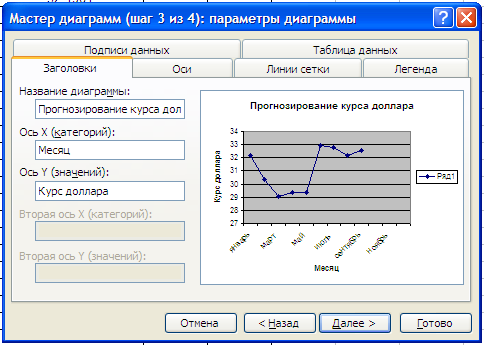 Мастер диаграмм (шаг 3 из 4): параметры диаграммы
Подписи данных
Таблица данных
Заголовки
Оси
Линии сетки
Легенда
Название диаграммы:
Прогнозирование курса дол
Ось X (категорий):
Месяц
Ось Y (значений):
Курс доллара
Вторая ось X (категорий):
Вторая ось Y (значений):
Прогнозирование курса доллара
34
33
32
31
30
29
28
27
Курс доллара
январь
март
май
июль
сентябрь
ноябрь
Месяц
Ряд1
Отмена
< Назад
Далее >
Готово